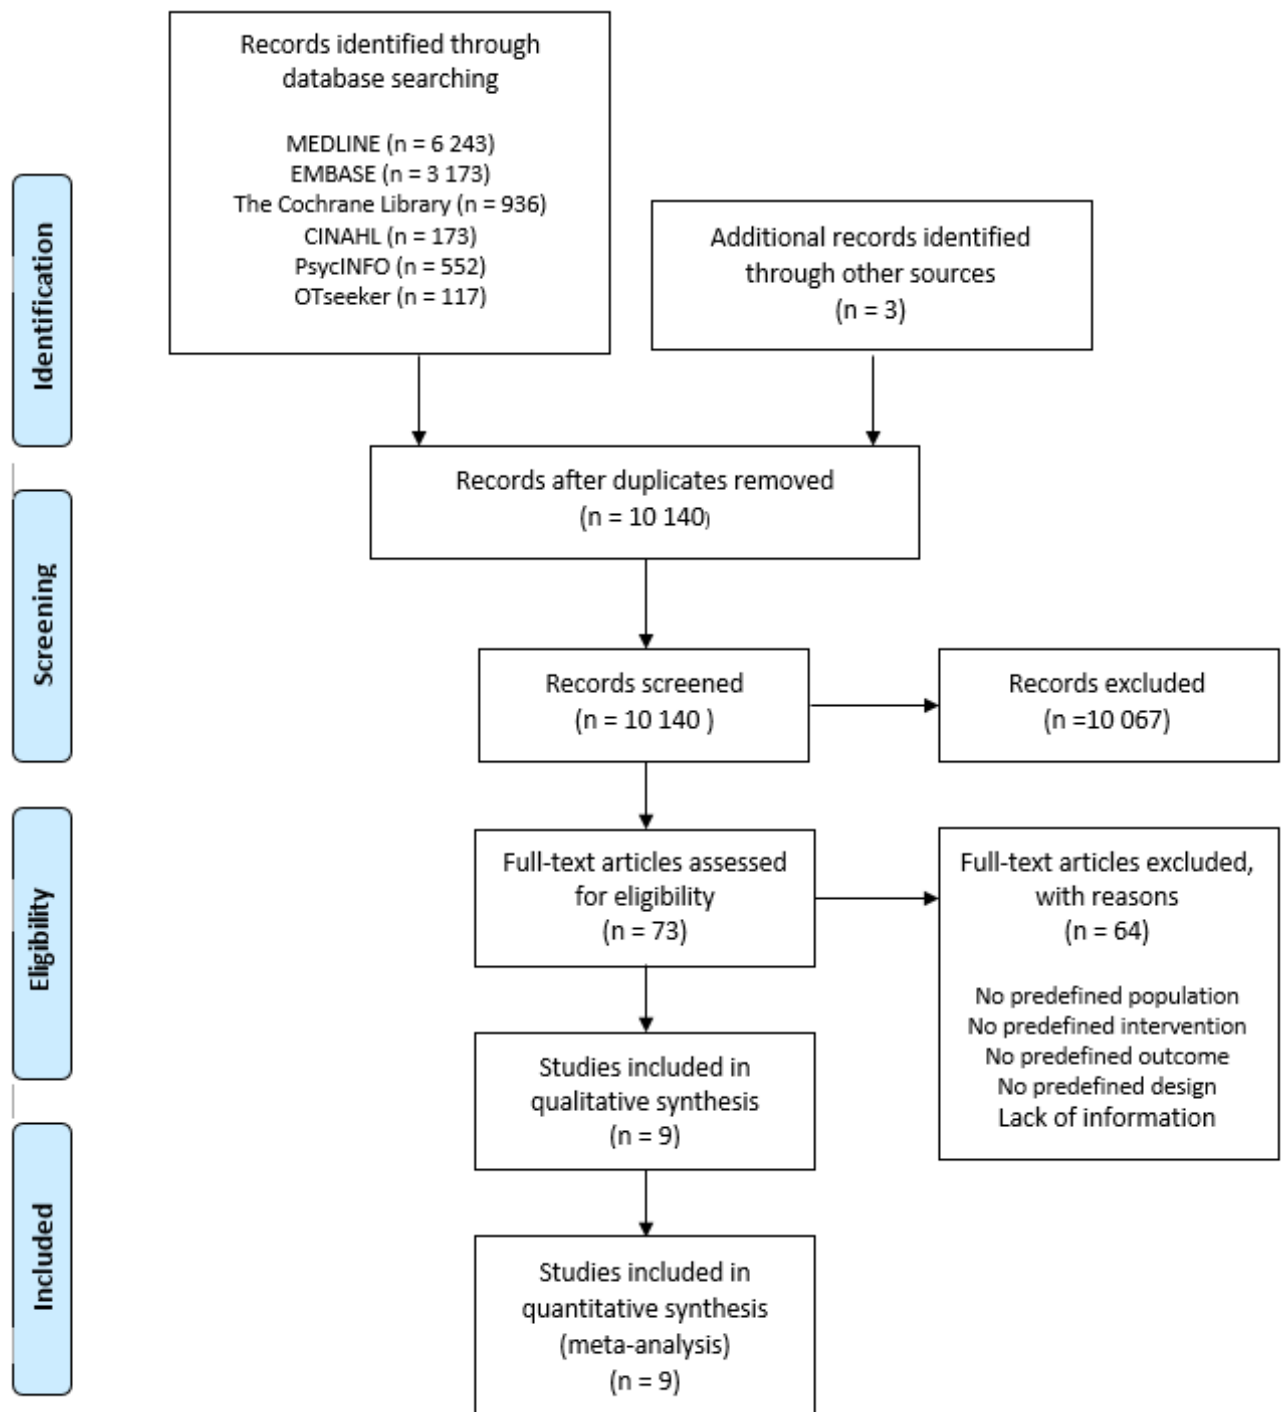 Records identified through
database searching
MEDLINE (n = 6 243)
EMBASE (n = 3 173)
The Cochrane Library (n = 936)
CINAHL (n = 173)
PsycINFO (n = 552)
OTseeker (n = 117)
Additional records identified
through other sources
(n = 3)
Identification
Records after duplicates removed
(n = 10 140)
Screening
Records screened
(n = 10 140 )
Records excluded
(n =10 067)
Eligibility
Full-text articles assessed
for eligibility
(n = 73)
Full-text articles excluded,
with reasons
(n = 64)
No predefined population
No predefined intervention
No predefined outcome
No predefined design
Lack of information
Studies included in
qualitative synthesis
(n = 9)
Included
Studies included in
quantitative synthesis
(meta-analysis)
(n = 9)